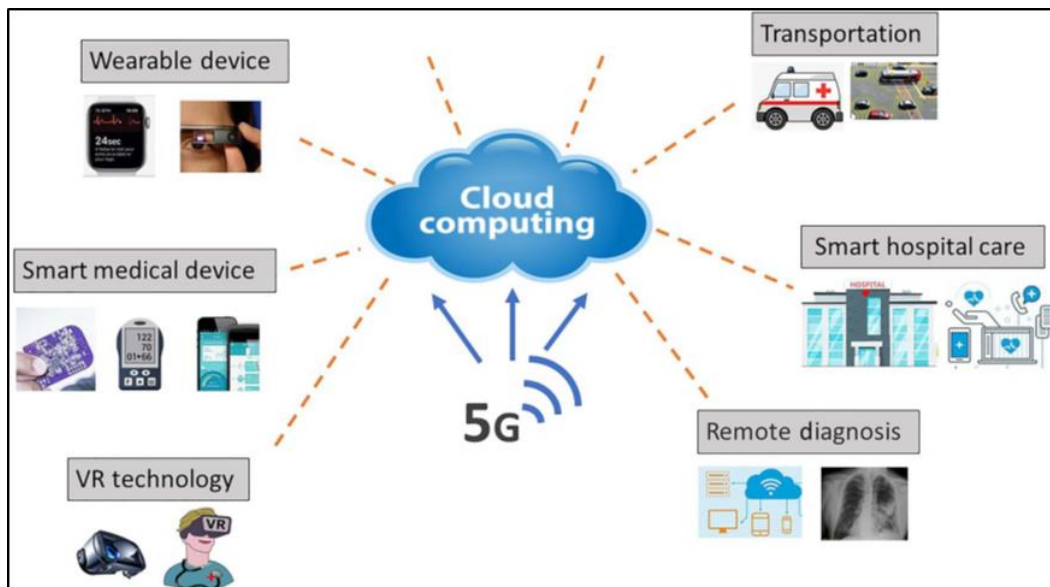 Wearable device
24sec
Transportation
Cloud
computing
Smart medical device
122
70
01•66
Smart hospital care
HOSPITAL
5G
Remote diagnosis
VR technology
VR